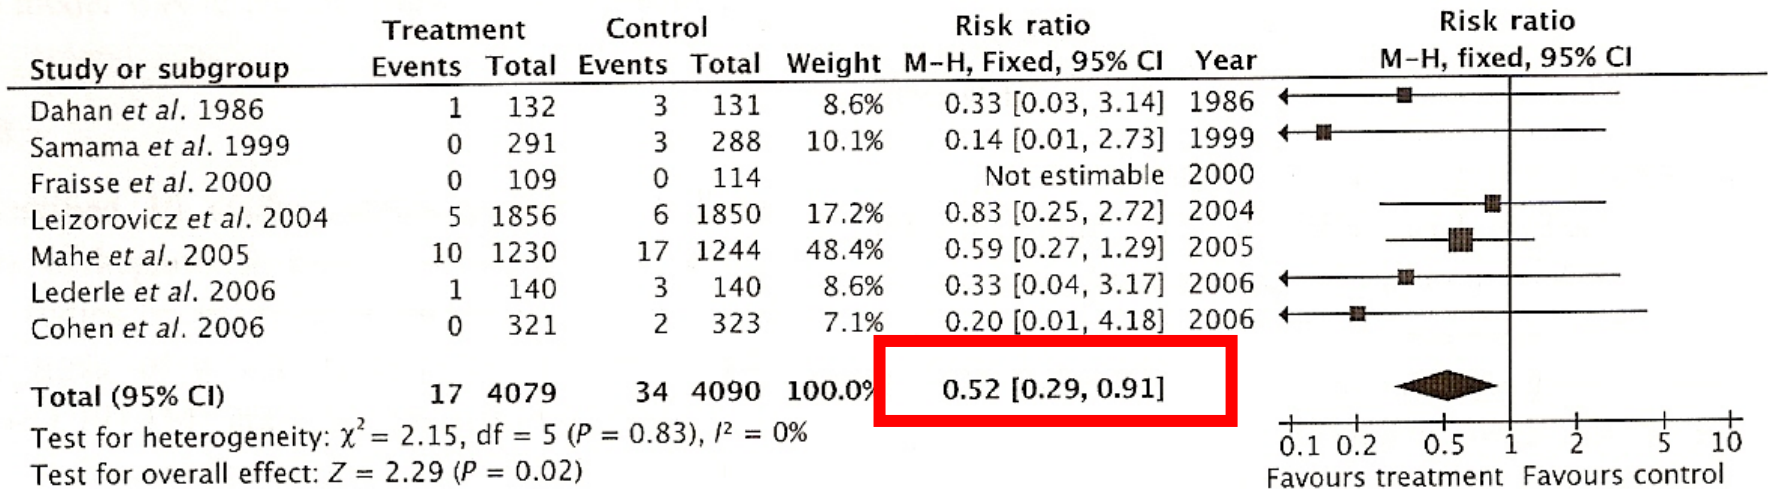 Treatment Control Risk ratio Risk ratio
Study or subgroup Events Total Events Total Weight M-H, Fixed, 95% CI Year M-H, fixed, 95% CI
Dahan et al. 1986 1 132 3 131 8.6% 0.33 [0.03, 3.14] 1986
Samama et al. 1999 0 291 3 288 10.1% 0.14 [0.01, 2.73] 1999
Fraisse et al. 2000 0 109 0 114 Not estimable 2000
Leizorovicz et al. 2004 5 1856 6 1850 17.2% 0.83 [0.25, 2.72] 2004
Mahe et al. 2005 10 1230 17 1244 48.4% 0.59 [0.27, 1.29] 2005
Lederle et al. 2006 1 140 3 140 8.6% 0.33 [0.04, 3.17] 2006
Cohen et al. 2006 0 321 2 323 7.1% 0.20 [0.01, 4.18] 2006
Total (95% CI) 17 4079 34 4090 100.0% 0.52 [0.29, 0.91]
Test for heterogeneity: χ² = 2.15, df = 5 (P = 0.83), I² = 0%
Test for overall effect: Z = 2.29 (P = 0.02)
0.1 0.2 0.5 1 2 5 10
Favours treatment Favours control